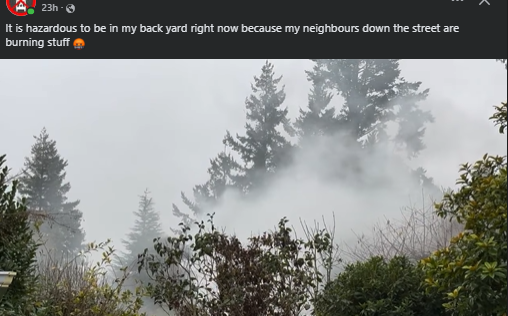 23h ·
It is hazardous to be in my back yard right now because my neighbours down the street are
burning stuff 🤬